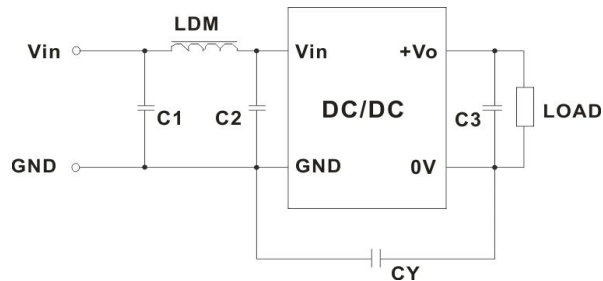 LDM
Vin
Vin
+Vo
C1
C2
DC/DC
C3
LOAD
GND
GND
0V
CY